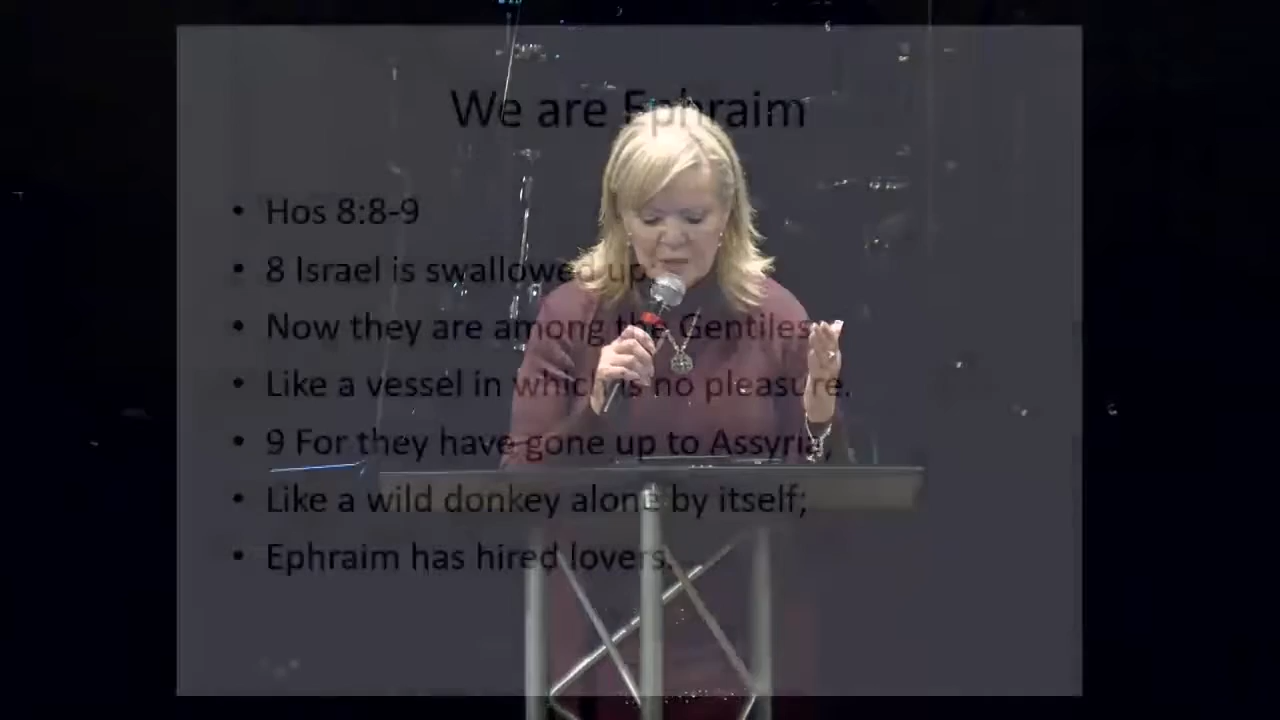 We are Ephraim
• Hos 8:8-9
• 8 Israel is swallowed up;
• Now they are among the Gentiles
• Like a vessel in which is no pleasure.
• 9 For they have gone up to Assyria,
• Like a wild donkey alone by itself;
• Ephraim has hired lovers.